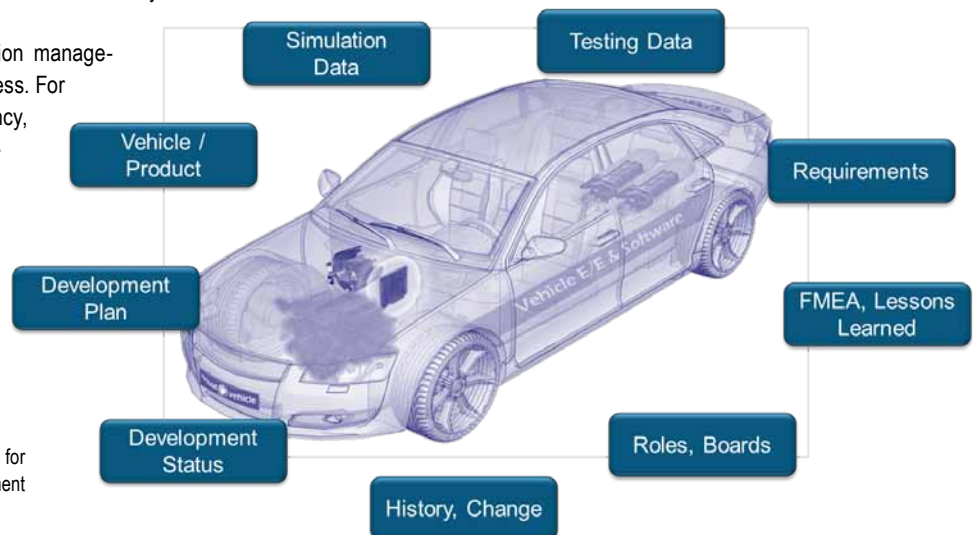 ion manage-
ess. For
ncy,
Simulation
Data
Testing Data
Vehicle /
Product
Requirements
Vehicle E/E & Software
Development
Plan
FMEA, Lessons
Learned
vehicle
Development
Status
Roles, Boards
for
ment
History, Change